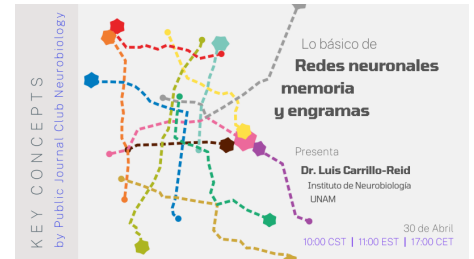 KEY CONCEPTS
by Public Journal Club Neurobiology
Lo básico de
Redes neuronales
memoria
y engramas
Presenta
Dr. Luis Carrillo-Reid
Instituto de Neurobiología
UNAM
30 de Abril
10:00 CST | 11:00 EST | 17:00 CET